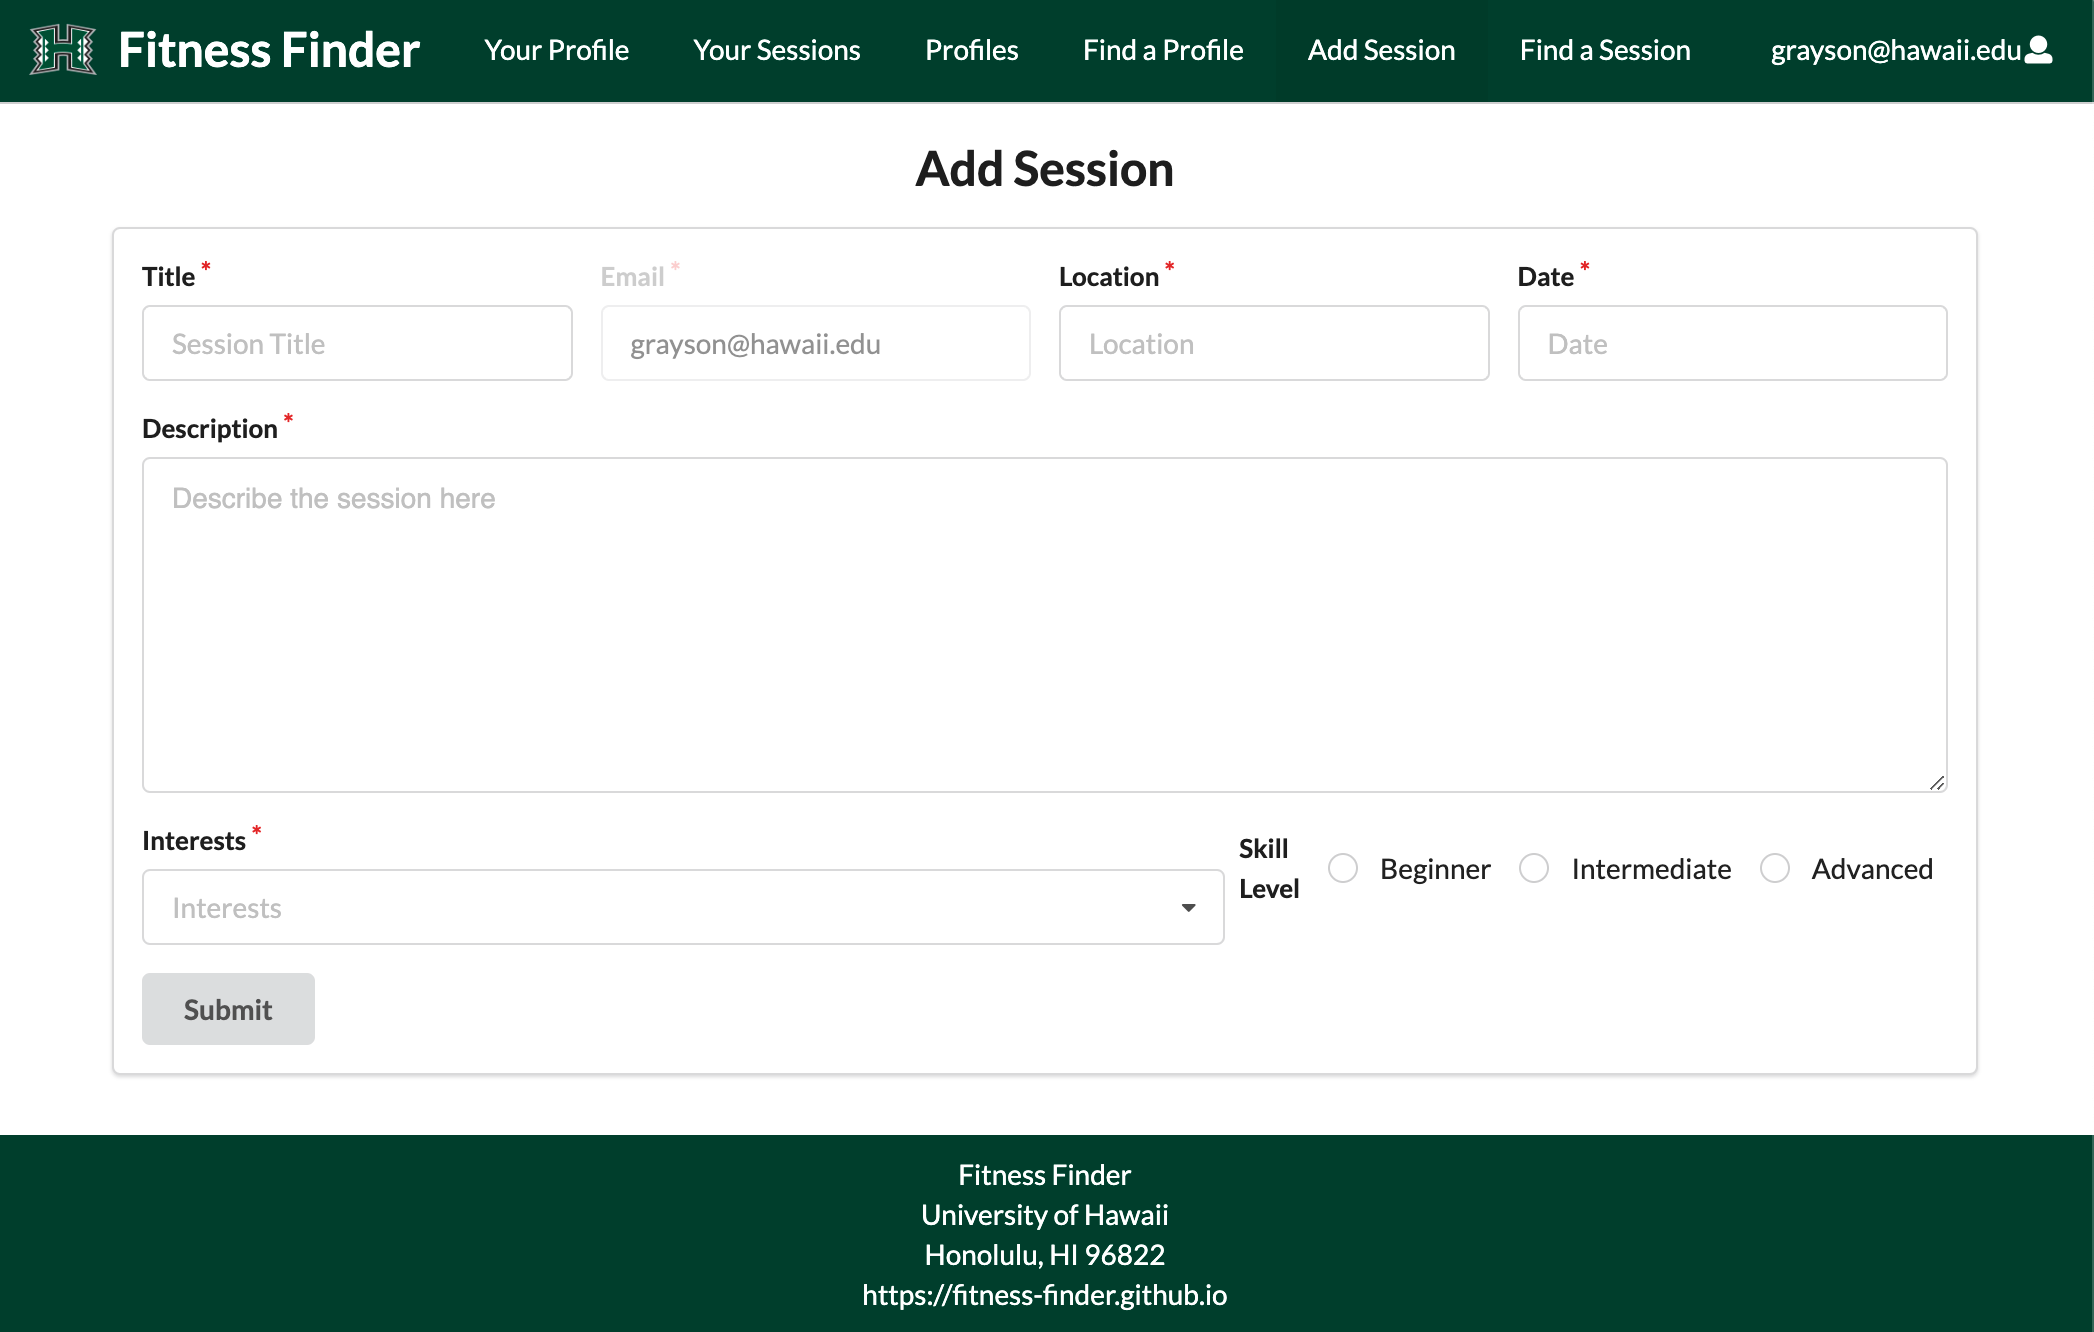 Fitness Finder Your Profile Your Sessions Profiles Find a Profile Add Session Find a Session grayson@hawaii.edu
Add Session
Title * Email * Location * Date *
Session Title grayson@hawaii.edu Location Date
Description *
Describe the session here
Interests *
Interests
Skill
Level
Beginner Intermediate Advanced
Submit
Fitness Finder
University of Hawaii
Honolulu, HI 96822
https://fitness-finder.github.io